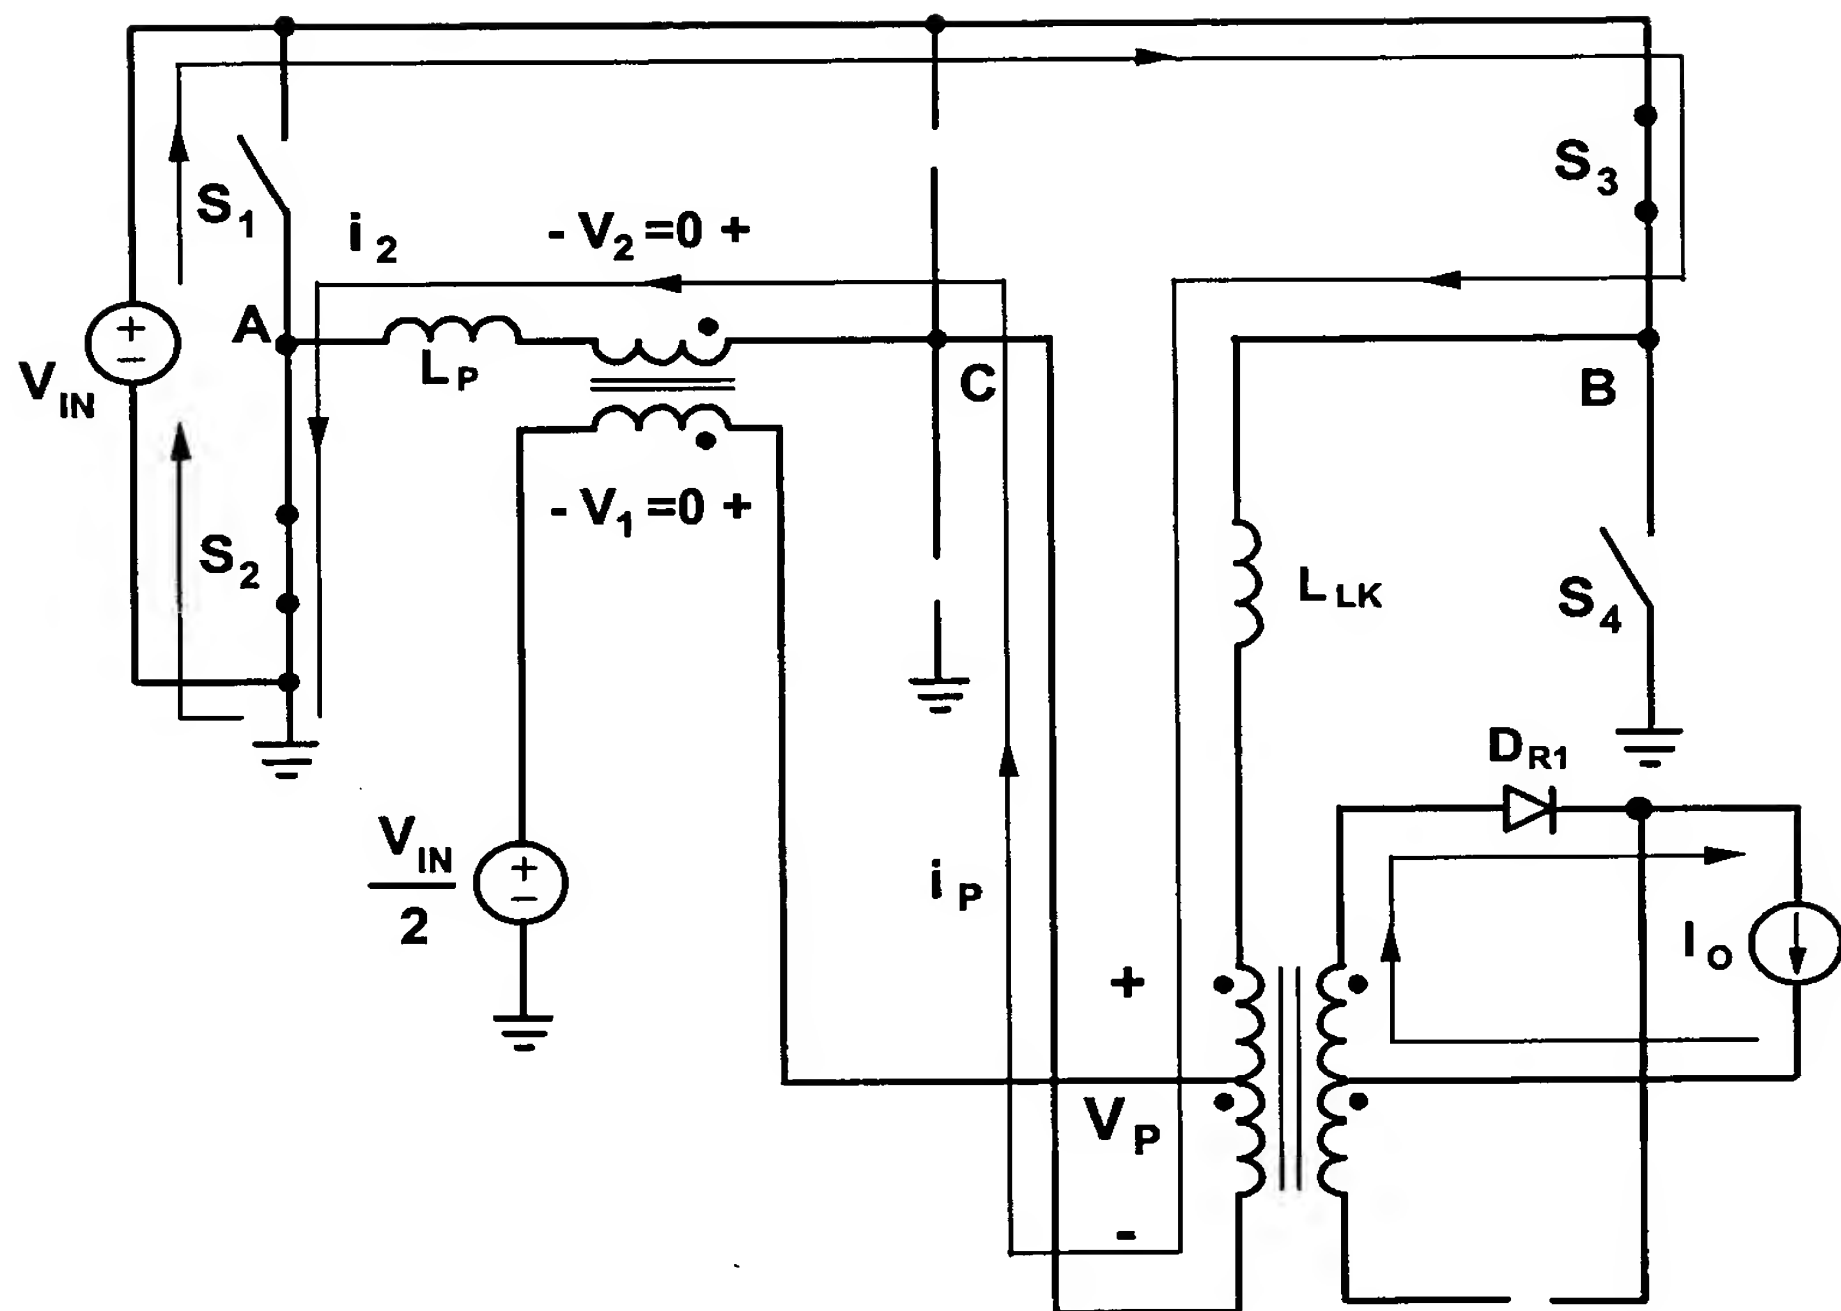 S3
S1
i2
- V2 =0 +
+
-
A
LP
C
B
VIN
- V1 =0 +
S2
LLK
S4
DR1
VIN
2
+
-
iP
IO
+
VP
-